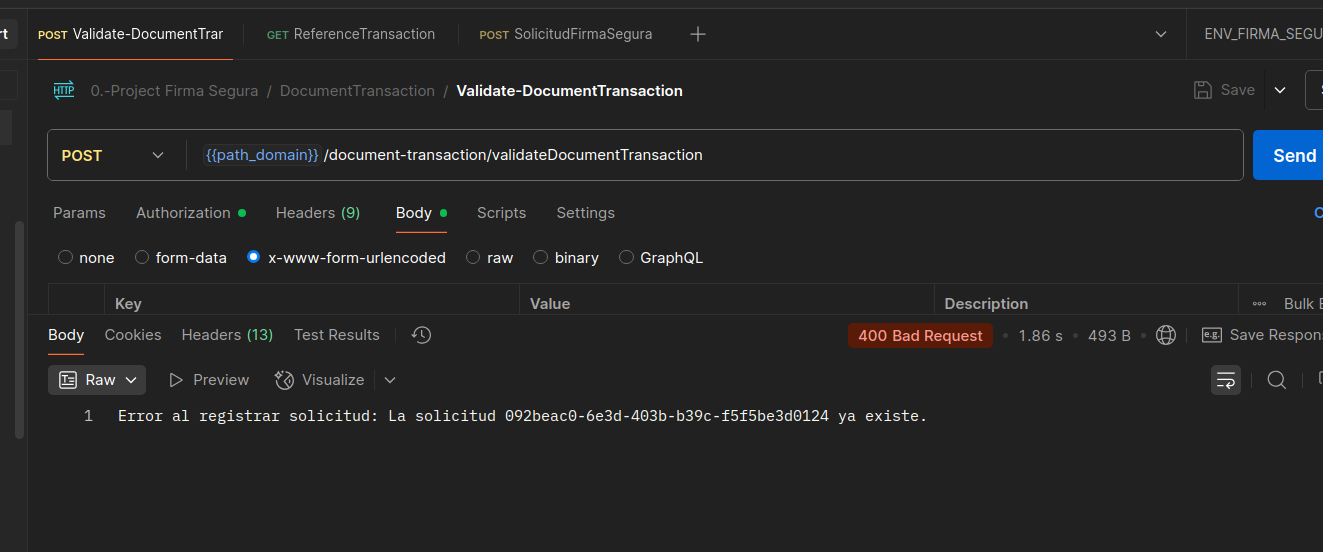 rt POST Validate-DocumentTrar GET ReferenceTransaction POST SolicitudFirmaSegura ENV_FIRMA_SEGU
HTTP 0.-Project Firma Segura / DocumentTransaction / Validate-DocumentTransaction Save
POST {{path_domain}} /document-transaction/validateDocumentTransaction Send
Params Authorization Headers (9) Body Scripts Settings
none form-data x-www-form-urlencoded raw binary GraphQL
Key Value Description Bulk E
Body Cookies Headers (13) Test Results 400 Bad Request 1.86 s 493 B e.g. Save Respon
Raw Preview Visualize
1 Error al registrar solicitud: La solicitud 092beac0-6e3d-403b-b39c-f5f5be3d0124 ya existe.